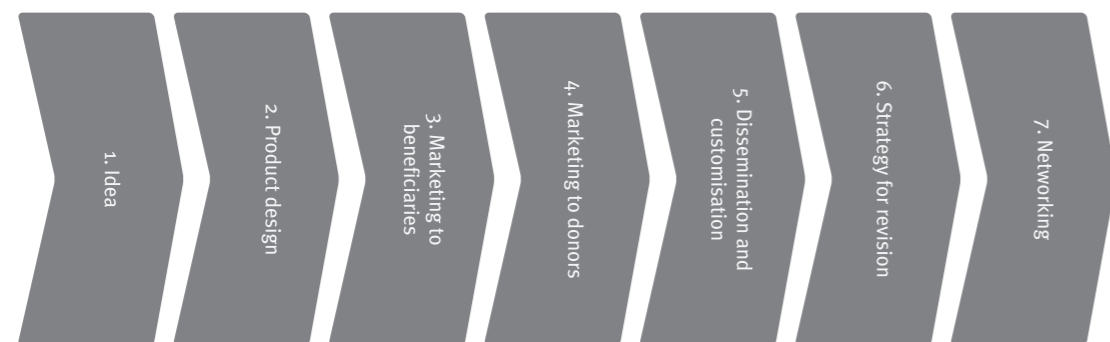 1. Idea
2. Product design
3. Marketing to
beneficiaries
4. Marketing to donors
5. Dissemination and
customisation
6. Strategy for revision
7. Networking